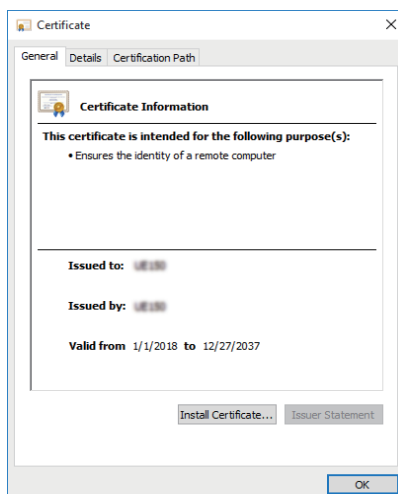 Certificate
General Details Certification Path
Certificate Information
This certificate is intended for the following purpose(s):
• Ensures the identity of a remote computer
Issued to:
Issued by:
Valid from 1/1/2018 to 12/27/2037
Install Certificate... Issuer Statement
OK